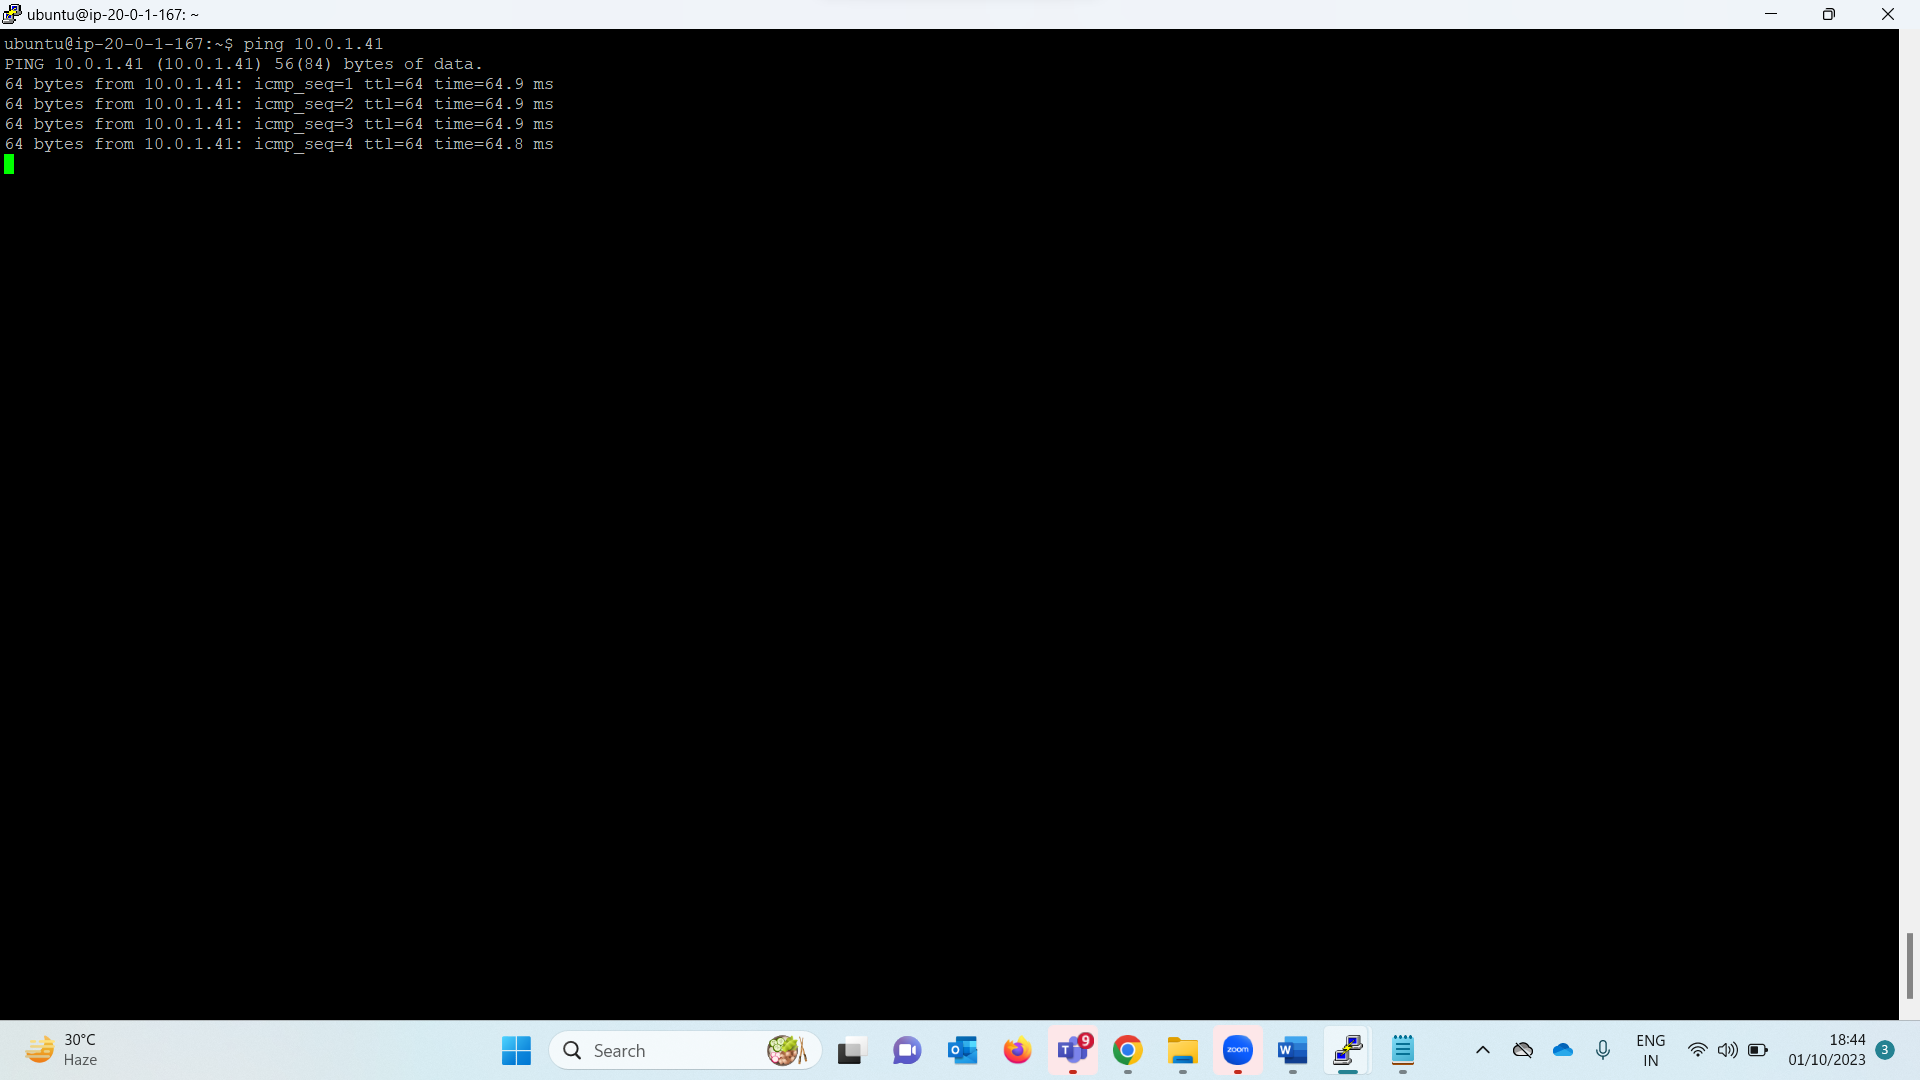 ubuntu@ip-20-0-1-167: ~
ubuntu@ip-20-0-1-167:~$ ping 10.0.1.41
PING 10.0.1.41 (10.0.1.41) 56(84) bytes of data.
64 bytes from 10.0.1.41: icmp_seq=1 ttl=64 time=64.9 ms
64 bytes from 10.0.1.41: icmp_seq=2 ttl=64 time=64.9 ms
64 bytes from 10.0.1.41: icmp_seq=3 ttl=64 time=64.9 ms
64 bytes from 10.0.1.41: icmp_seq=4 ttl=64 time=64.8 ms
30°C
Haze
Search
9
zoom
ENG
IN
18:44
01/10/2023
3